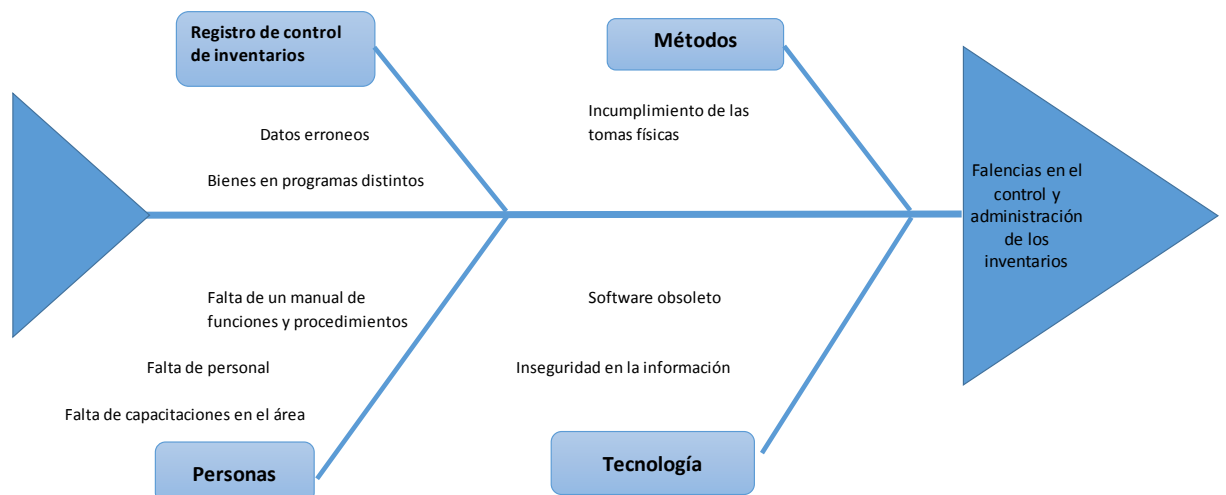 Registro de control
de inventarios
Datos erroneos
Bienes en programas distintos
Métodos
Incumplimiento de las
tomas físicas
Falencias en el
control y
administración
de los
inventarios
Falta de un manual de
funciones y procedimientos
Falta de personal
Falta de capacitaciones en el área
Personas
Software obsoleto
Inseguridad en la información
Tecnología